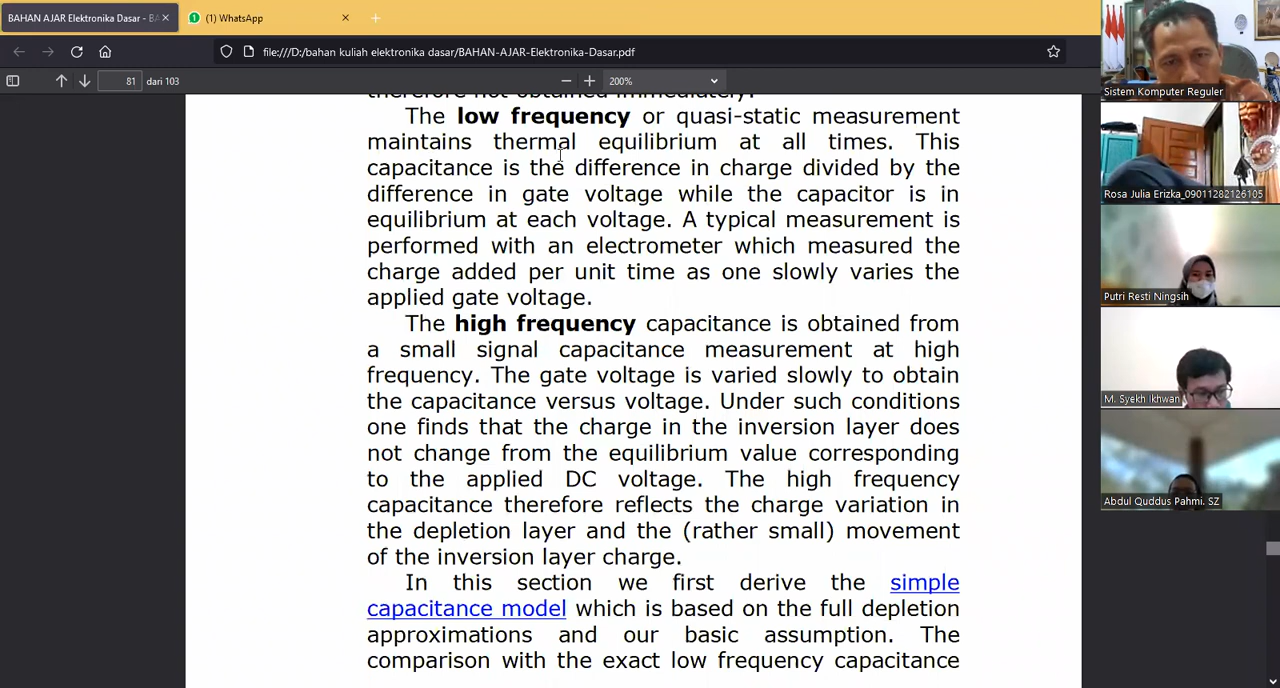 BAHAN AJAR Elektronika Dasar - BA
(1) WhatsApp
file:///D:/bahan kuliah elektronika dasar/BAHAN-AJAR-Elektronika-Dasar.pdf
81 dari 103
200%
therefore not obtained immediately.
The low frequency or quasi-static measurement
maintains thermal equilibrium at all times. This
capacitance is the difference in charge divided by the
difference in gate voltage while the capacitor is in
equilibrium at each voltage. A typical measurement is
performed with an electrometer which measured the
charge added per unit time as one slowly varies the
applied gate voltage.
The high frequency capacitance is obtained from
a small signal capacitance measurement at high
frequency. The gate voltage is varied slowly to obtain
the capacitance versus voltage. Under such conditions
one finds that the charge in the inversion layer does
not change from the equilibrium value corresponding
to the applied DC voltage. The high frequency
capacitance therefore reflects the charge variation in
the depletion layer and the (rather small) movement
of the inversion layer charge.
In this section we first derive the simple
capacitance model which is based on the full depletion
approximations and our basic assumption. The
comparison with the exact low frequency capacitance
Sistem Komputer Reguler
Rosa Julia Erizka_09011282126105
Putri Resti Ningsih
M. Syekh Ikhwan
Abdul Quddus Pahmi. SZ